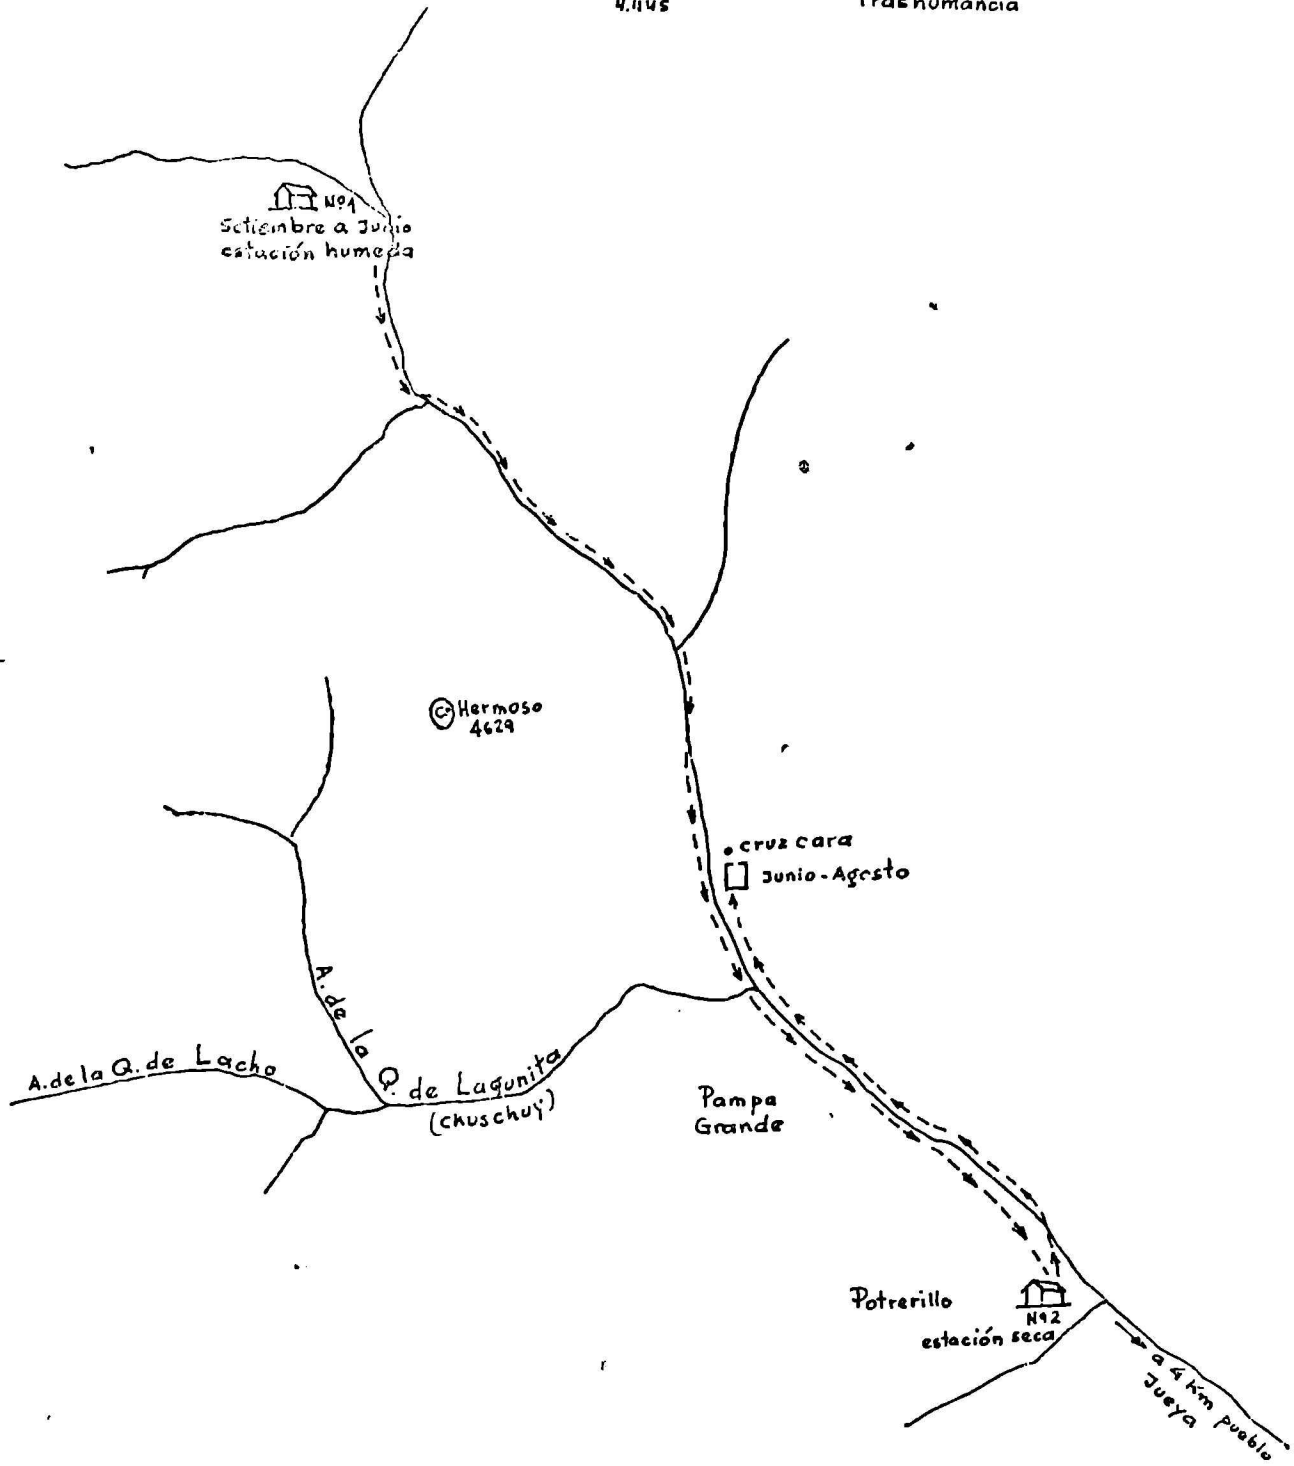 Trashumancia
Nº1
Setiembre a Junio
estación humeda
Cº Hermoso
4629
cruz cara
Junio - Agosto
A. de la Q. de Lagunita
(chuschuy)
A. de la Q. de Lacho
Pampa
Grande
Potrerillo
Nº2
estación seca
a 4 Km pueblo
Jueya